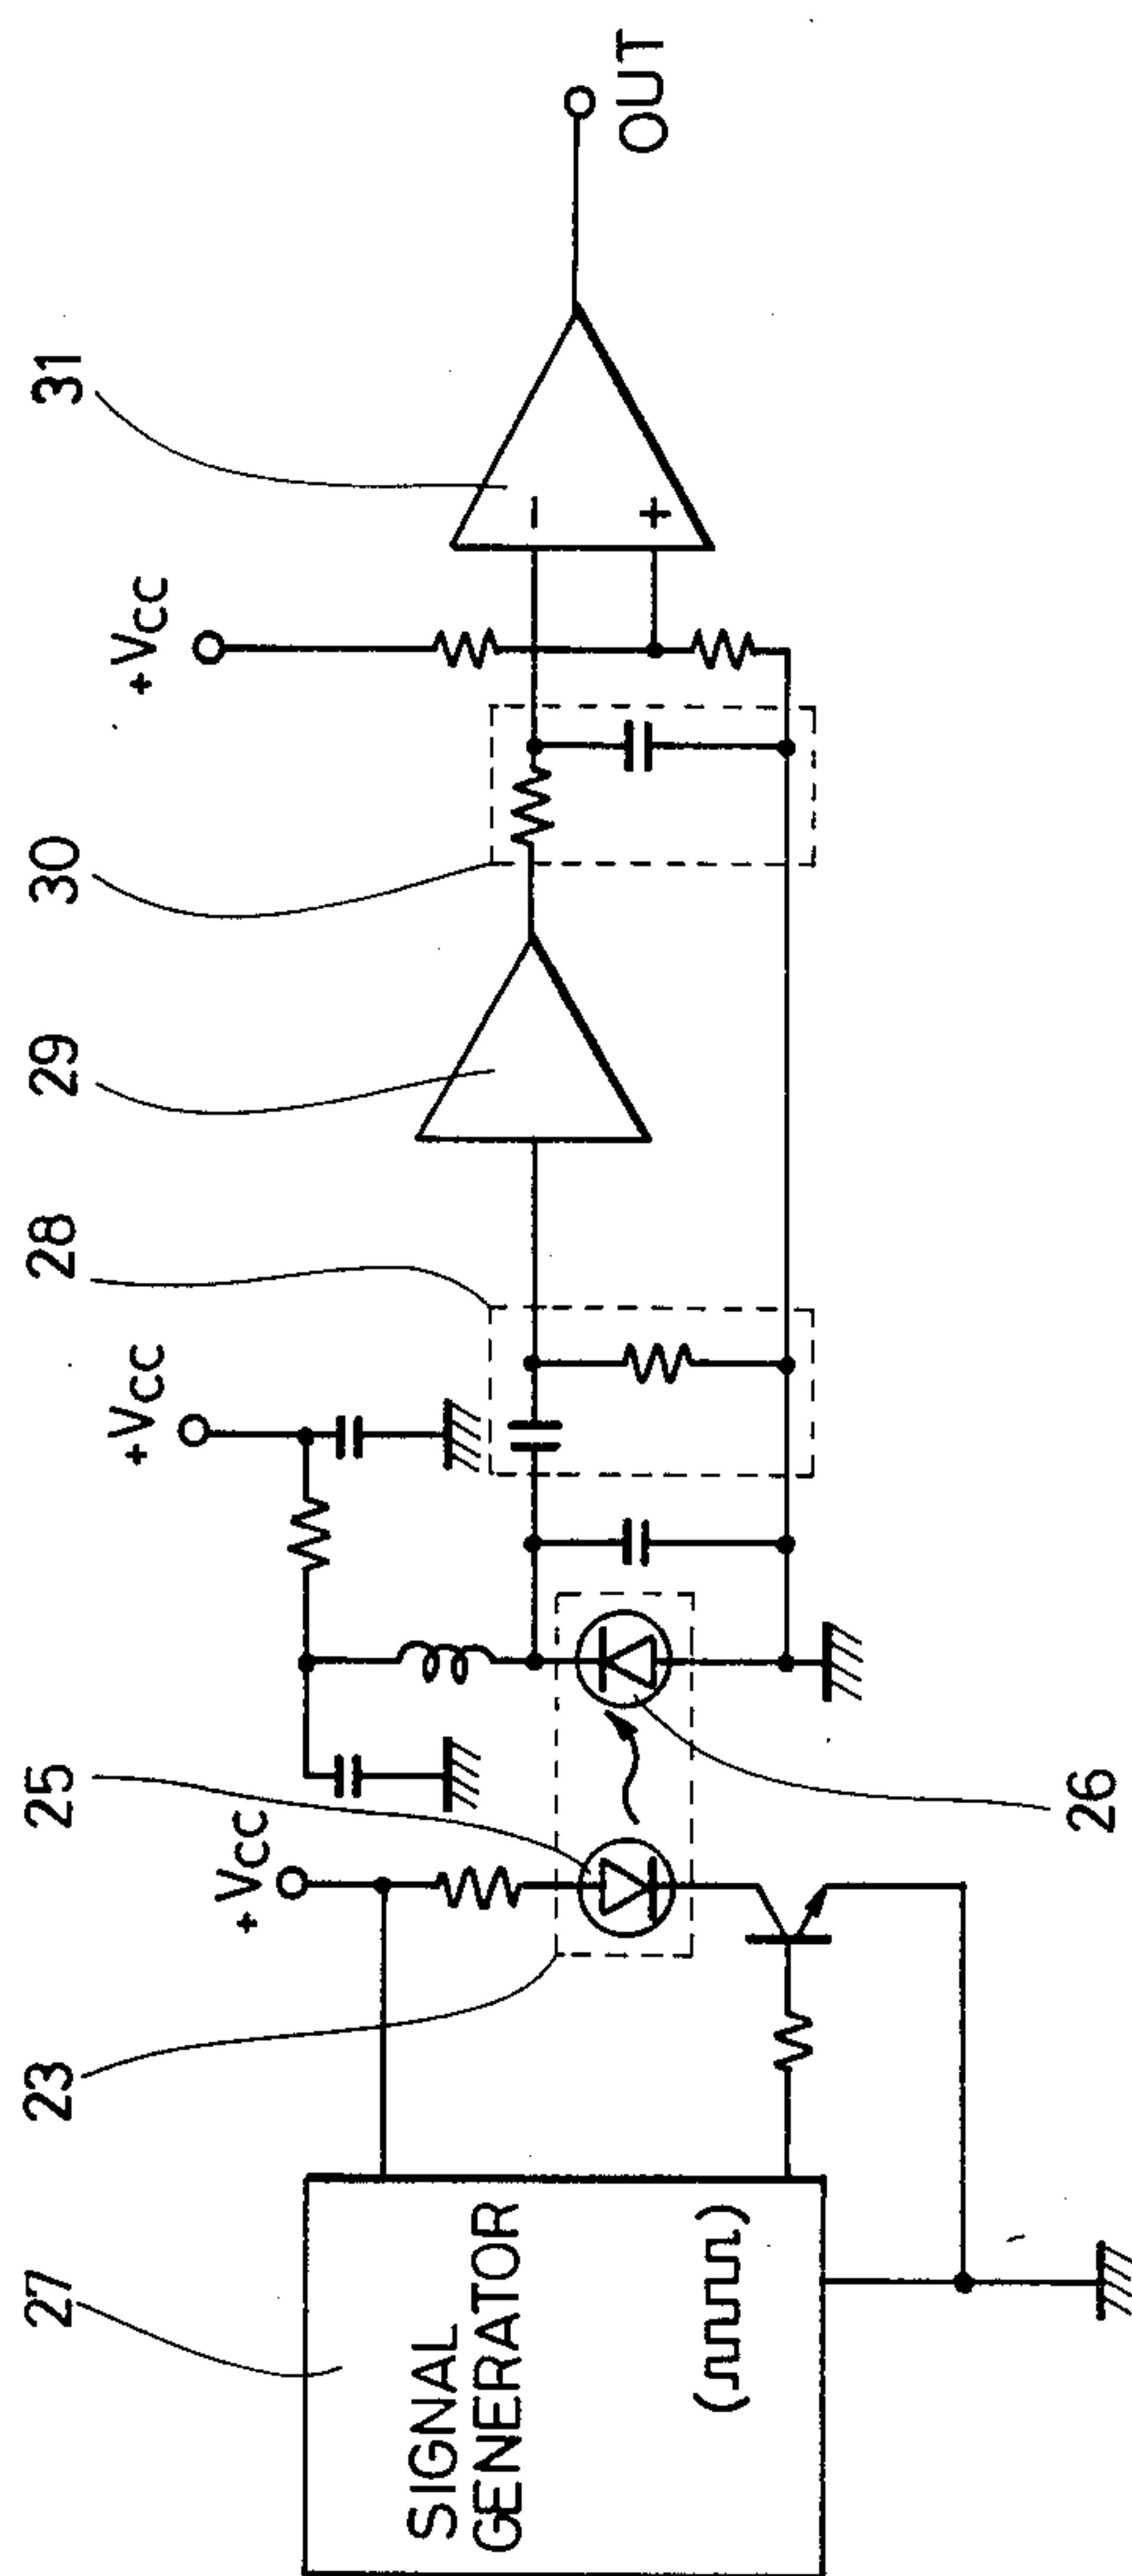 27
SIGNAL
GENERATOR
23
+VCC
25
26
+VCC
28
29
30
+VCC
31
-
+
OUT